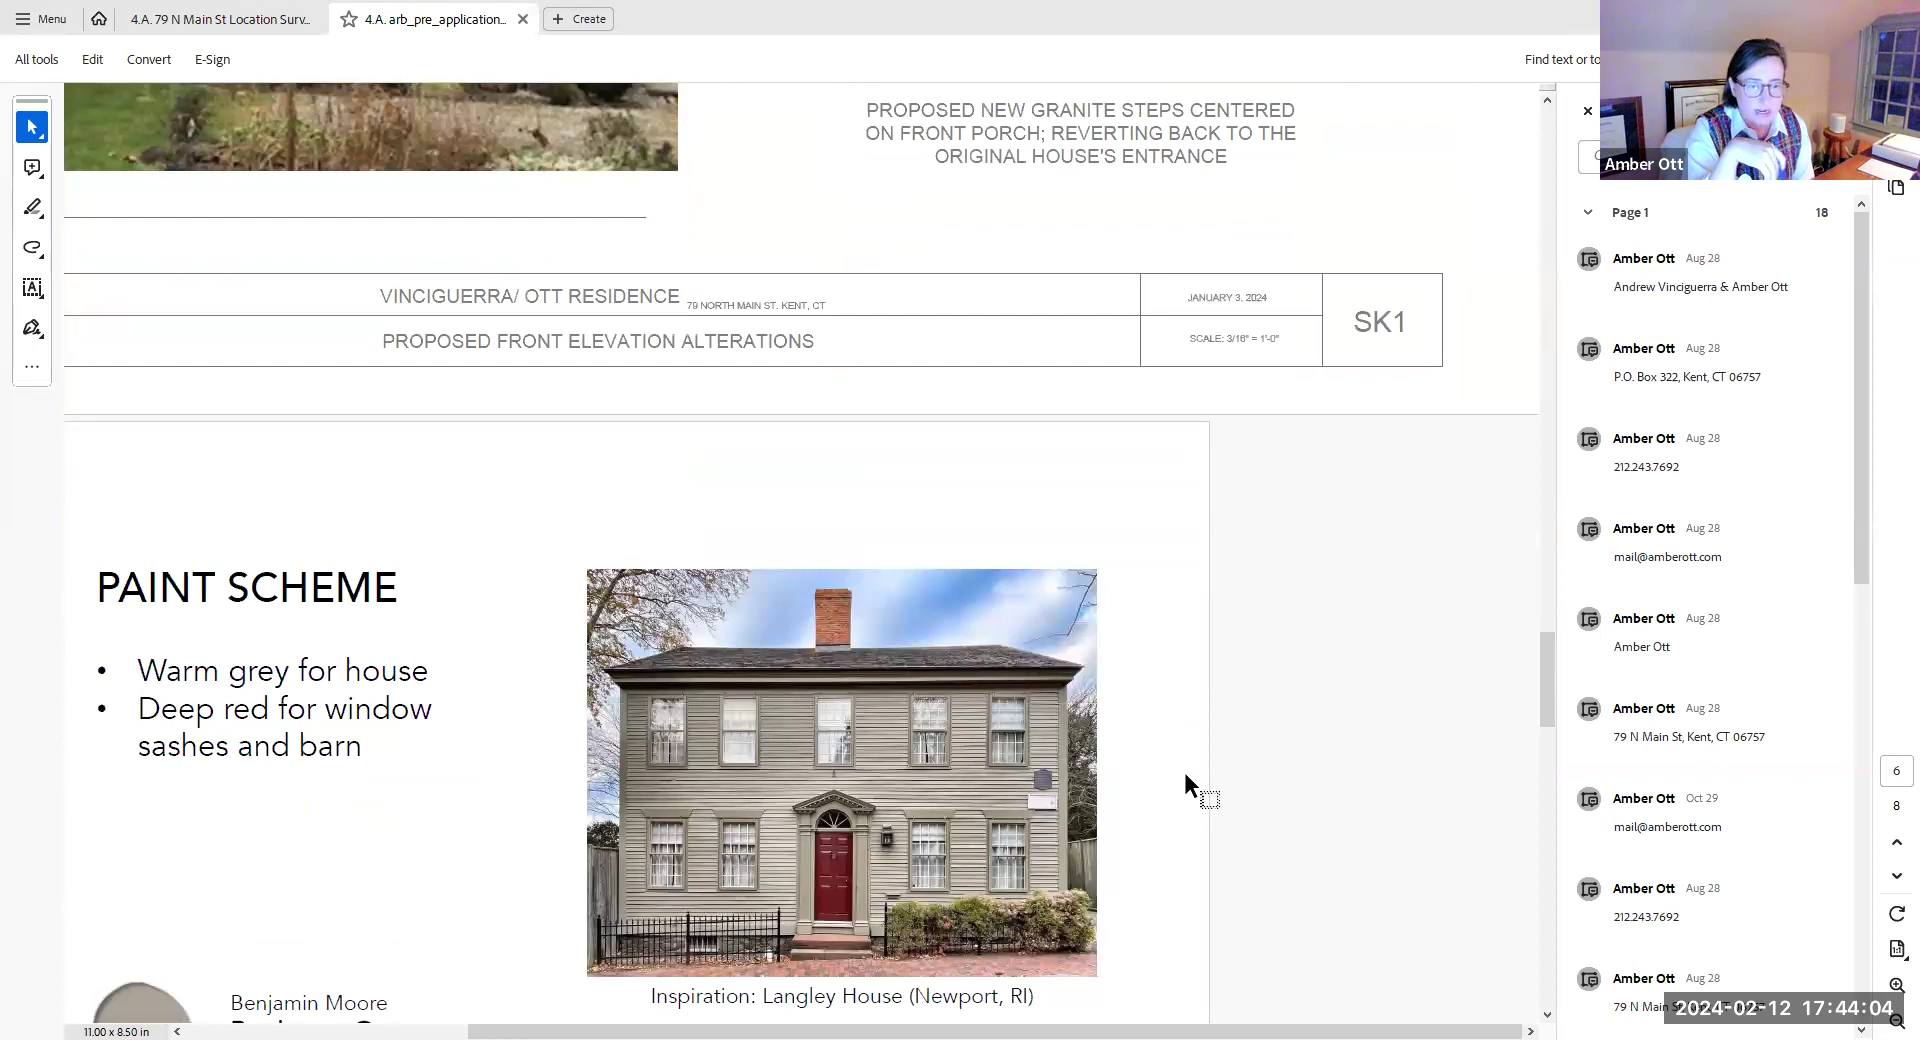 Menu
4.A. 79 N Main St Location Surv...
4.A. arb_pre_application...
Create
All tools
Edit
Convert
E-Sign
Find text or to
Amber Ott
PROPOSED NEW GRANITE STEPS CENTERED
ON FRONT PORCH; REVERTING BACK TO THE
ORIGINAL HOUSE'S ENTRANCE
VINCIGUERRA/ OTT RESIDENCE 79 NORTH MAIN ST. KENT, CT
JANUARY 3, 2024
SK1
PROPOSED FRONT ELEVATION ALTERATIONS
SCALE: 3/16" = 1'-0"
PAINT SCHEME
• Warm grey for house
• Deep red for window
sashes and barn
Inspiration: Langley House (Newport, RI)
Benjamin Moore
11.00 x 8.50 in
Page 1
18
Amber Ott Aug 28
Andrew Vinciguerra & Amber Ott
Amber Ott Aug 28
P.O. Box 322, Kent, CT 06757
Amber Ott Aug 28
212.243.7692
Amber Ott Aug 28
mail@amberott.com
Amber Ott Aug 28
Amber Ott
Amber Ott Aug 28
79 N Main St, Kent, CT 06757
Amber Ott Oct 29
mail@amberott.com
Amber Ott Aug 28
212.243.7692
Amber Ott Aug 28
79 N Main
6
8
1:1
2024-02-12 17:44:04